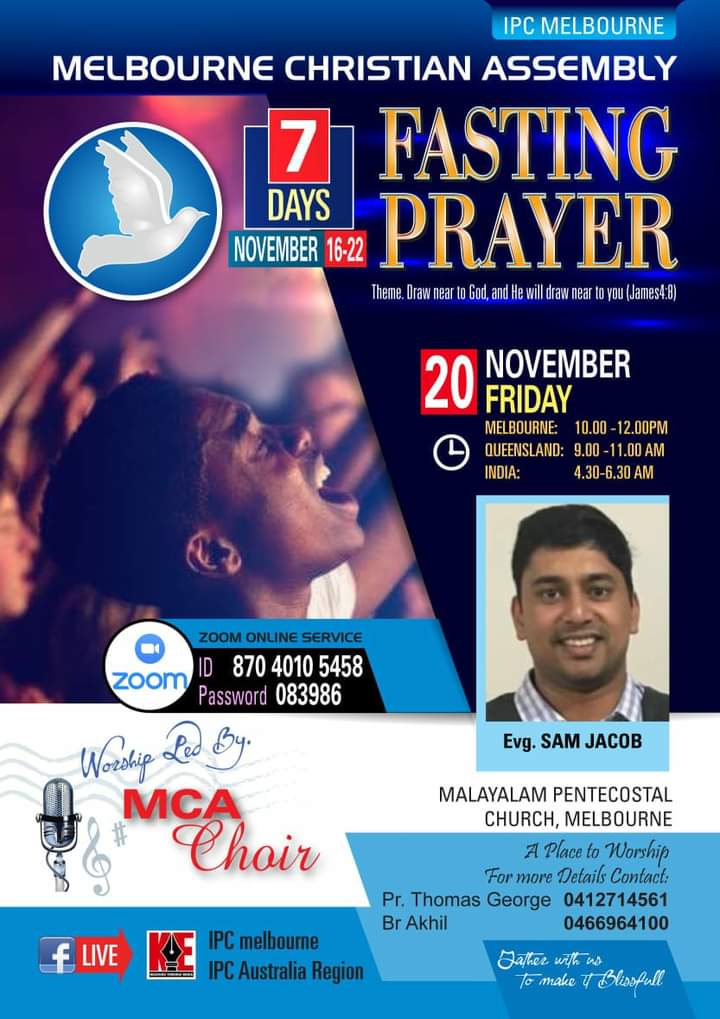 IPC MELBOURNE
MELBOURNE CHRISTIAN ASSEMBLY
7
DAYS
NOVEMBER 16-22
FASTING
PRAYER
Theme. Draw near to God, and He will draw near to you (James4:8)
20
NOVEMBER
FRIDAY
MELBOURNE: 10.00 -12.00PM
QUEENSLAND: 9.00 -11.00 AM
INDIA: 4.30-6.30 AM
ZOOM ONLINE SERVICE
zoom
ID 870 4010 5458
Password 083986
Evg. SAM JACOB
Worship Led By.
MCA
Choir
MALAYALAM PENTECOSTAL
CHURCH, MELBOURNE
A Place to Worship
For more Details Contact:
Pr. Thomas George 0412714561
Br Akhil 0466964100
f LIVE
KE
IPC melbourne
IPC Australia Region
Gather with us
To make it Blissfull